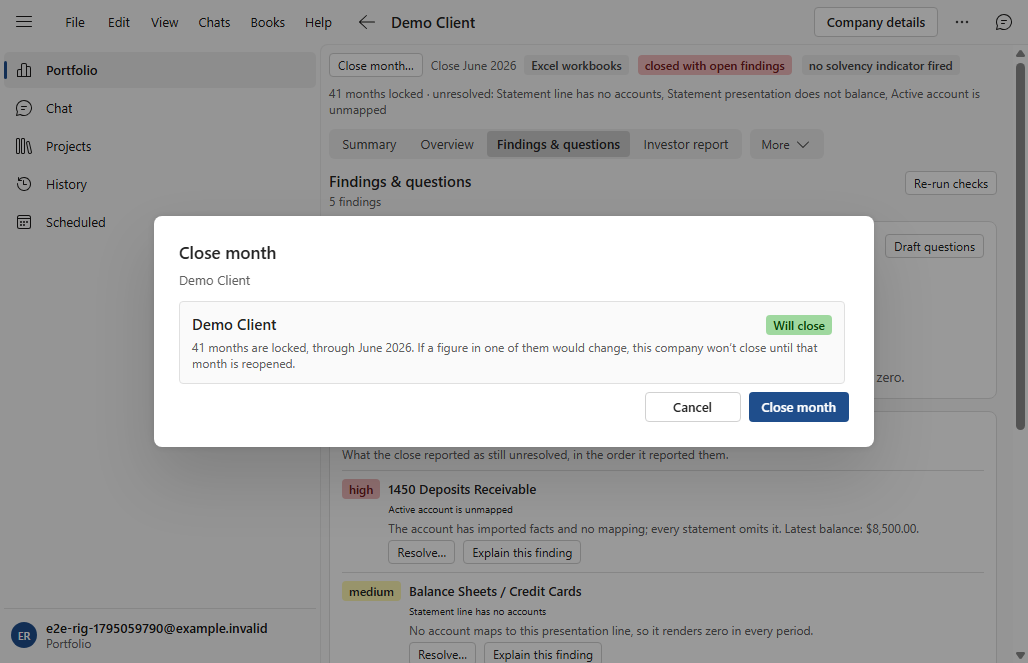 File Edit View Chats Books Help Demo Client Company details
Portfolio
Chat
Projects
History
Scheduled
Close month... Close June 2026 Excel workbooks closed with open findings no solvency indicator fired
41 months locked · unresolved: Statement line has no accounts, Statement presentation does not balance, Active account is
unmapped
Summary Overview Findings & questions Investor report More
Findings & questions Re-run checks
5 findings
Draft questions
zero.
Close month
Demo Client
Demo Client Will close
41 months are locked, through June 2026. If a figure in one of them would change, this company won't close until that
month is reopened.
Cancel Close month
What the close reported as still unresolved, in the order it reported them.
high 1450 Deposits Receivable
Active account is unmapped
The account has imported facts and no mapping; every statement omits it. Latest balance: $8,500.00.
Resolve... Explain this finding
medium Balance Sheets / Credit Cards
Statement line has no accounts
No account maps to this presentation line, so it renders zero in every period.
Resolve... Explain this finding
ER e2e-rig-1795059790@example.invalid
Portfolio